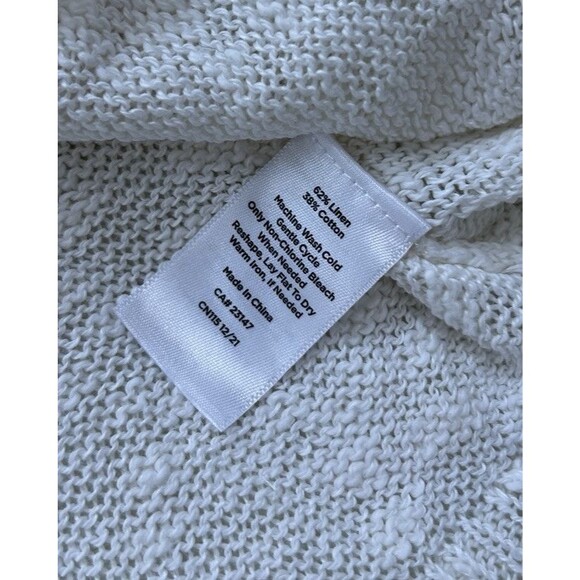 62% Linen
38% Cotton
Machine Wash Cold
Gentle Cycle
Only Non-Chlorine Bleach
When Needed
Reshape, Lay Flat To Dry
Warm Iron, If Needed
Made in China
CA# 23147
CN115 12/21